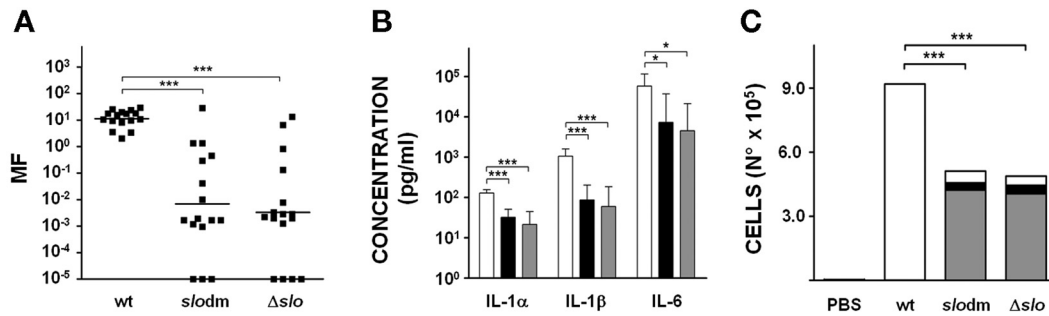 A
MF
10³
10²
10¹
10⁰
10⁻¹
10⁻²
10⁻³
10⁻⁴
10⁻⁵
***
***
wt
slodm
Δslo
B
CONCENTRATION
(pg/ml)
10⁵
10⁴
10³
10²
10¹
10⁰
***
***
***
***
*
*
IL-1α
IL-1β
IL-6
C
CELLS (N° x 10⁵)
9.0
6.0
3.0
***
***
PBS
wt
slodm
Δslo